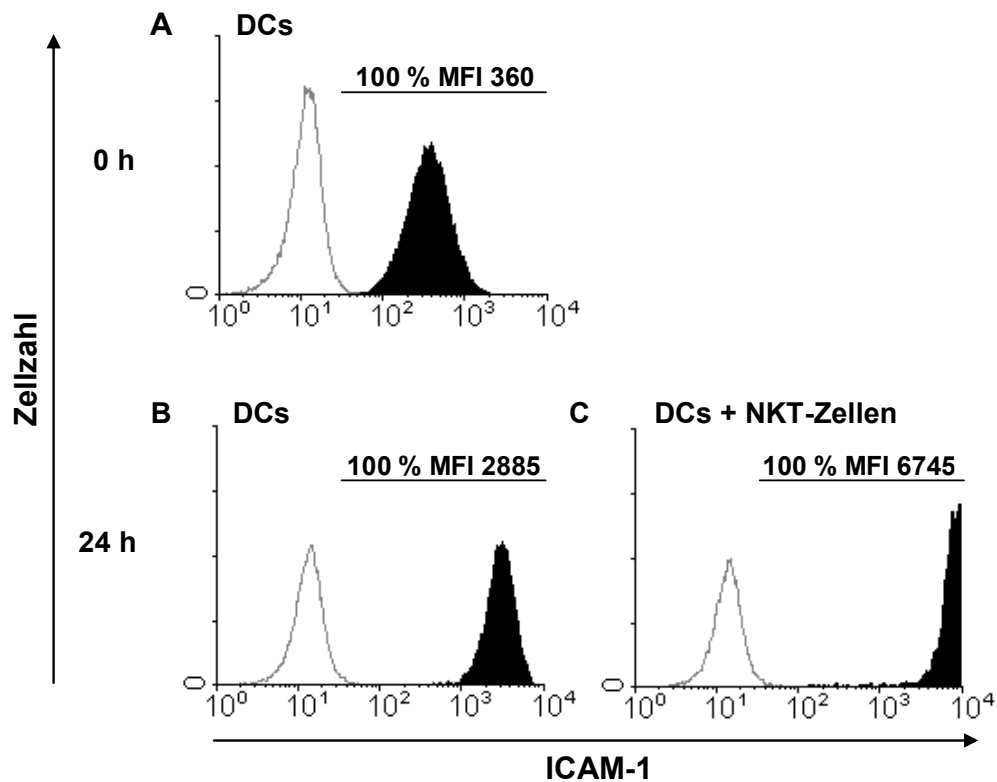 A DCs
100 % MFI 360
0 h
0
10⁰ 10¹ 10² 10³ 10⁴
Zellzahl
B DCs
100 % MFI 2885
24 h
0
10⁰ 10¹ 10² 10³ 10⁴
C DCs + NKT-Zellen
100 % MFI 6745
0
10⁰ 10¹ 10² 10³ 10⁴
ICAM-1